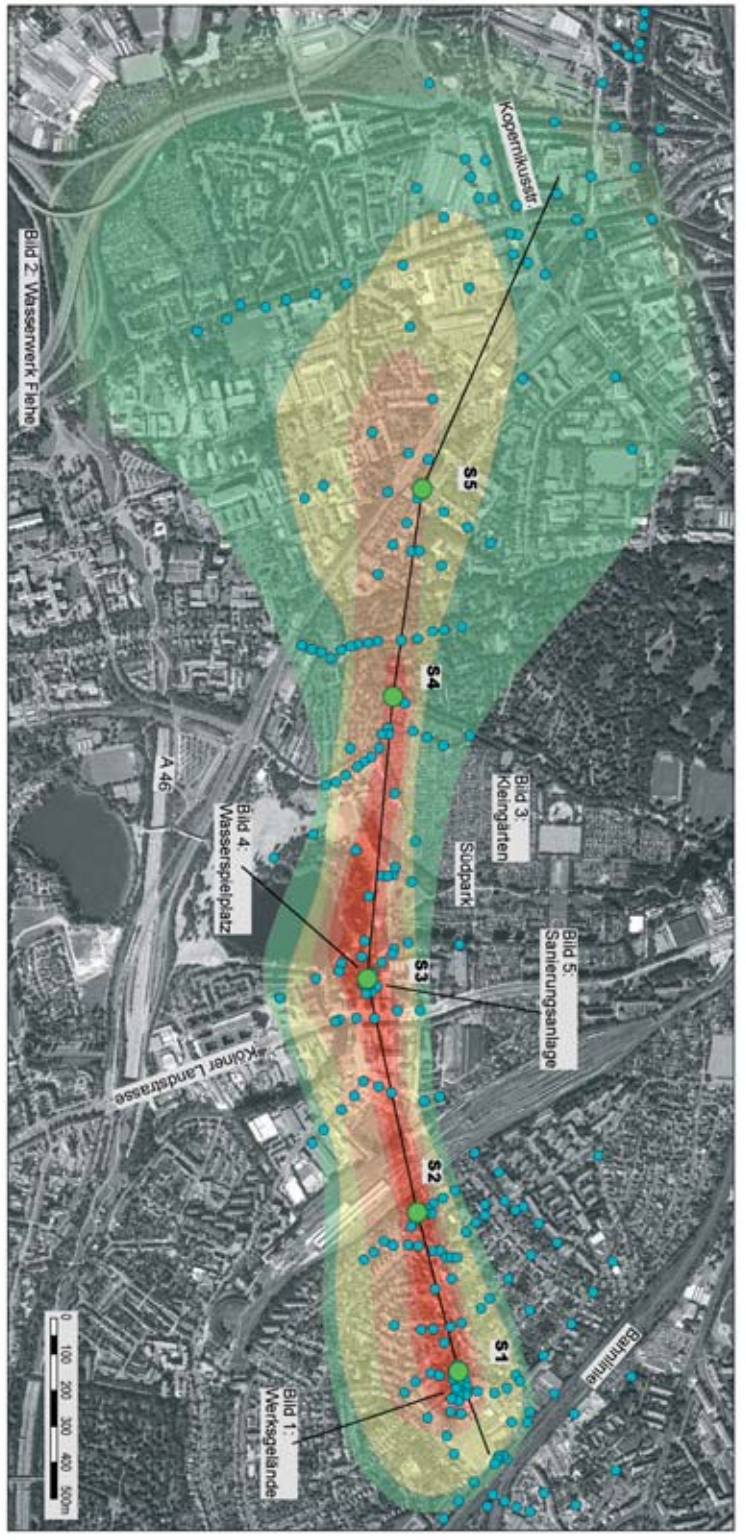 Kopernikusstr.
Bild 2: Wasserwerk Flehe
S5
S4
A 46
Bild 3:
Kleingärten
Südpark
Bild 4:
Wasserspielplatz
Bild 5:
Sanierungsanlage
S3
Kölner Landstrasse
S2
S1
Bahnlinie
Bild 1:
Werksgelände
0 100 200 300 400 500m